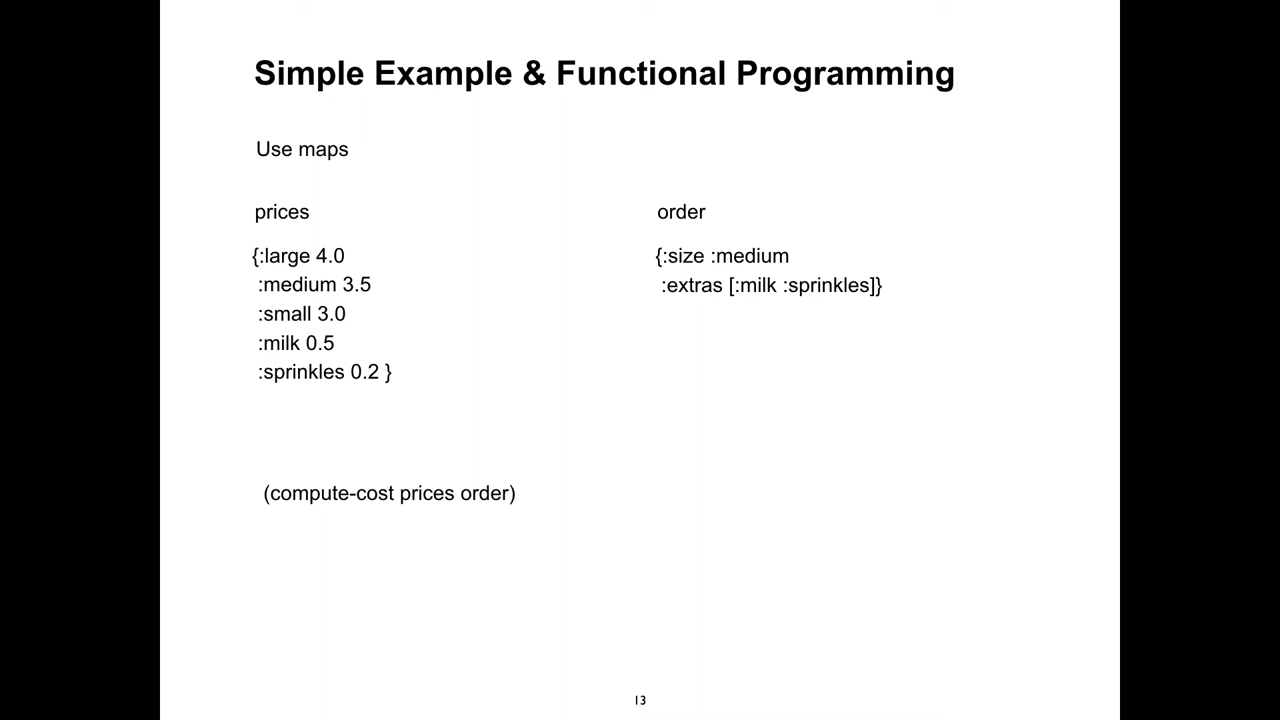 Simple Example & Functional Programming
Use maps
prices
{:large 4.0
:medium 3.5
:small 3.0
:milk 0.5
:sprinkles 0.2 }
order
{:size :medium
:extras [:milk :sprinkles]}
(compute-cost prices order)
13